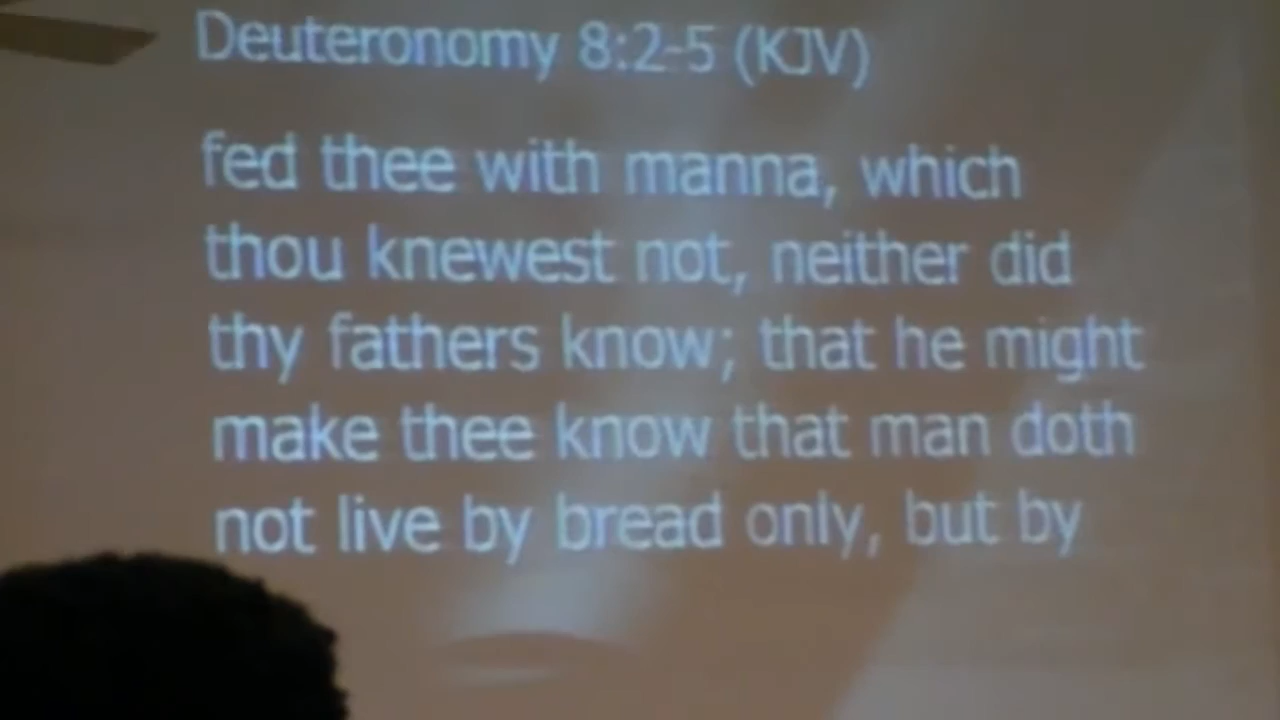 Deuteronomy 8:2-5 (KJV)
fed thee with manna, which
thou knewest not, neither did
thy fathers know; that he might
make thee know that man doth
not live by bread only, but by